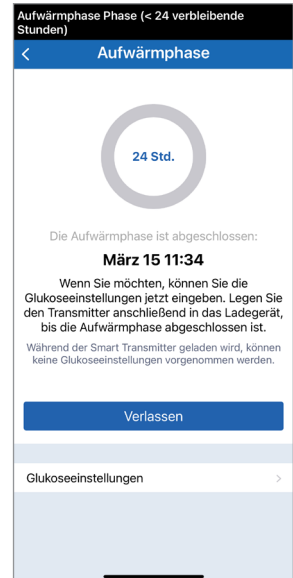 Aufwärmphase Phase (< 24 verbleibende
Stunden)
Aufwärmphase
24 Std.
Die Aufwärmphase ist abgeschlossen:
März 15 11:34
Wenn Sie möchten, können Sie die
Glukoseeinstellungen jetzt eingeben. Legen Sie
den Transmitter anschließend in das Ladegerät,
bis die Aufwärmphase abgeschlossen ist.
Während der Smart Transmitter geladen wird, können
keine Glukoseeinstellungen vorgenommen werden.
Verlassen
Glukoseeinstellungen